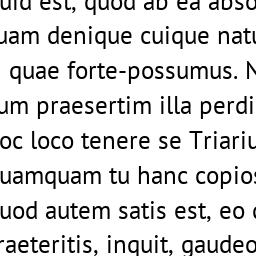 uid est, quod ab ea abso
uam denique cuique natu
quae forte-possumus. N
um praesertim illa perdi
oc loco tenere se Triariu
uamquam tu hanc copios
uod autem satis est, eo
raeteritis, inquit, gaudeo